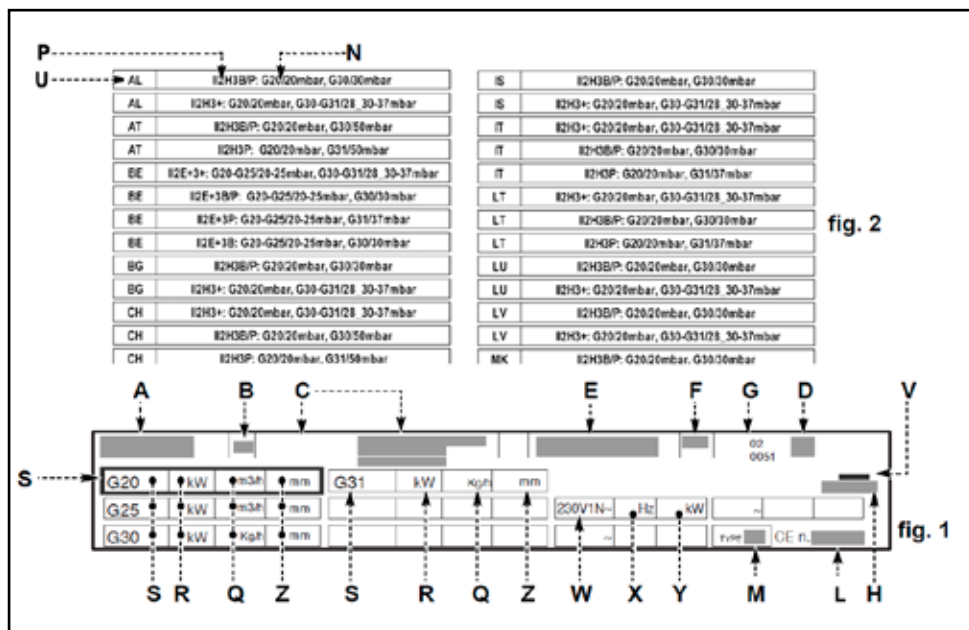 P N
U AL II2H3B/P: G20/20mbar, G30/30mbar
AL II2H3+: G20/20mbar, G30-G31/28_30-37mbar
AT II2H3B/P: G20/20mbar, G30/50mbar
AT II2H3P: G20/20mbar, G31/50mbar
BE II2E+3+: G20-G25/20-25mbar, G30-G31/28_30-37mbar
BE II2E+3B/P: G20-G25/20-25mbar, G30/30mbar
BE II2E+3P: G20-G25/20-25mbar, G31/37mbar
BE II2E+3B: G20-G25/20-25mbar, G30/30mbar
BG II2H3B/P: G20/20mbar, G30/30mbar
BG II2H3+: G20/20mbar, G30-G31/28_30-37mbar
CH II2H3+: G20/20mbar, G30-G31/28_30-37mbar
CH II2H3B/P: G20/20mbar, G30/50mbar
CH II2H3P: G20/20mbar, G31/50mbar
IS II2H3B/P: G20/20mbar, G30/30mbar
IS II2H3+: G20/20mbar, G30-G31/28_30-37mbar
IT II2H3+: G20/20mbar, G30-G31/28_30-37mbar
IT II2H3B/P: G20/20mbar, G30/30mbar
IT II2H3P: G20/20mbar, G31/37mbar
LT II2H3+: G20/20mbar, G30-G31/28_30-37mbar
LT II2H3B/P: G20/20mbar, G30/30mbar
LT II2H3P: G20/20mbar, G31/37mbar
LU II2H3B/P: G20/20mbar, G30/30mbar
LU II2H3+: G20/20mbar, G30-G31/28_30-37mbar
LV II2H3B/P: G20/20mbar, G30/30mbar
LV II2H3+: G20/20mbar, G30-G31/28_30-37mbar
MK II2H3B/P: G20/20mbar, G30/30mbar
fig. 2
A B C E F G D V
02
0051
S G20 kW m3/h mm G31 kW Kg/h mm
G25 kW m3/h mm 230V1N~ Hz kW ~
G30 kW Kg/h mm ~ TYPE CE n.
fig. 1
S R Q Z S R Q Z W X Y M L H